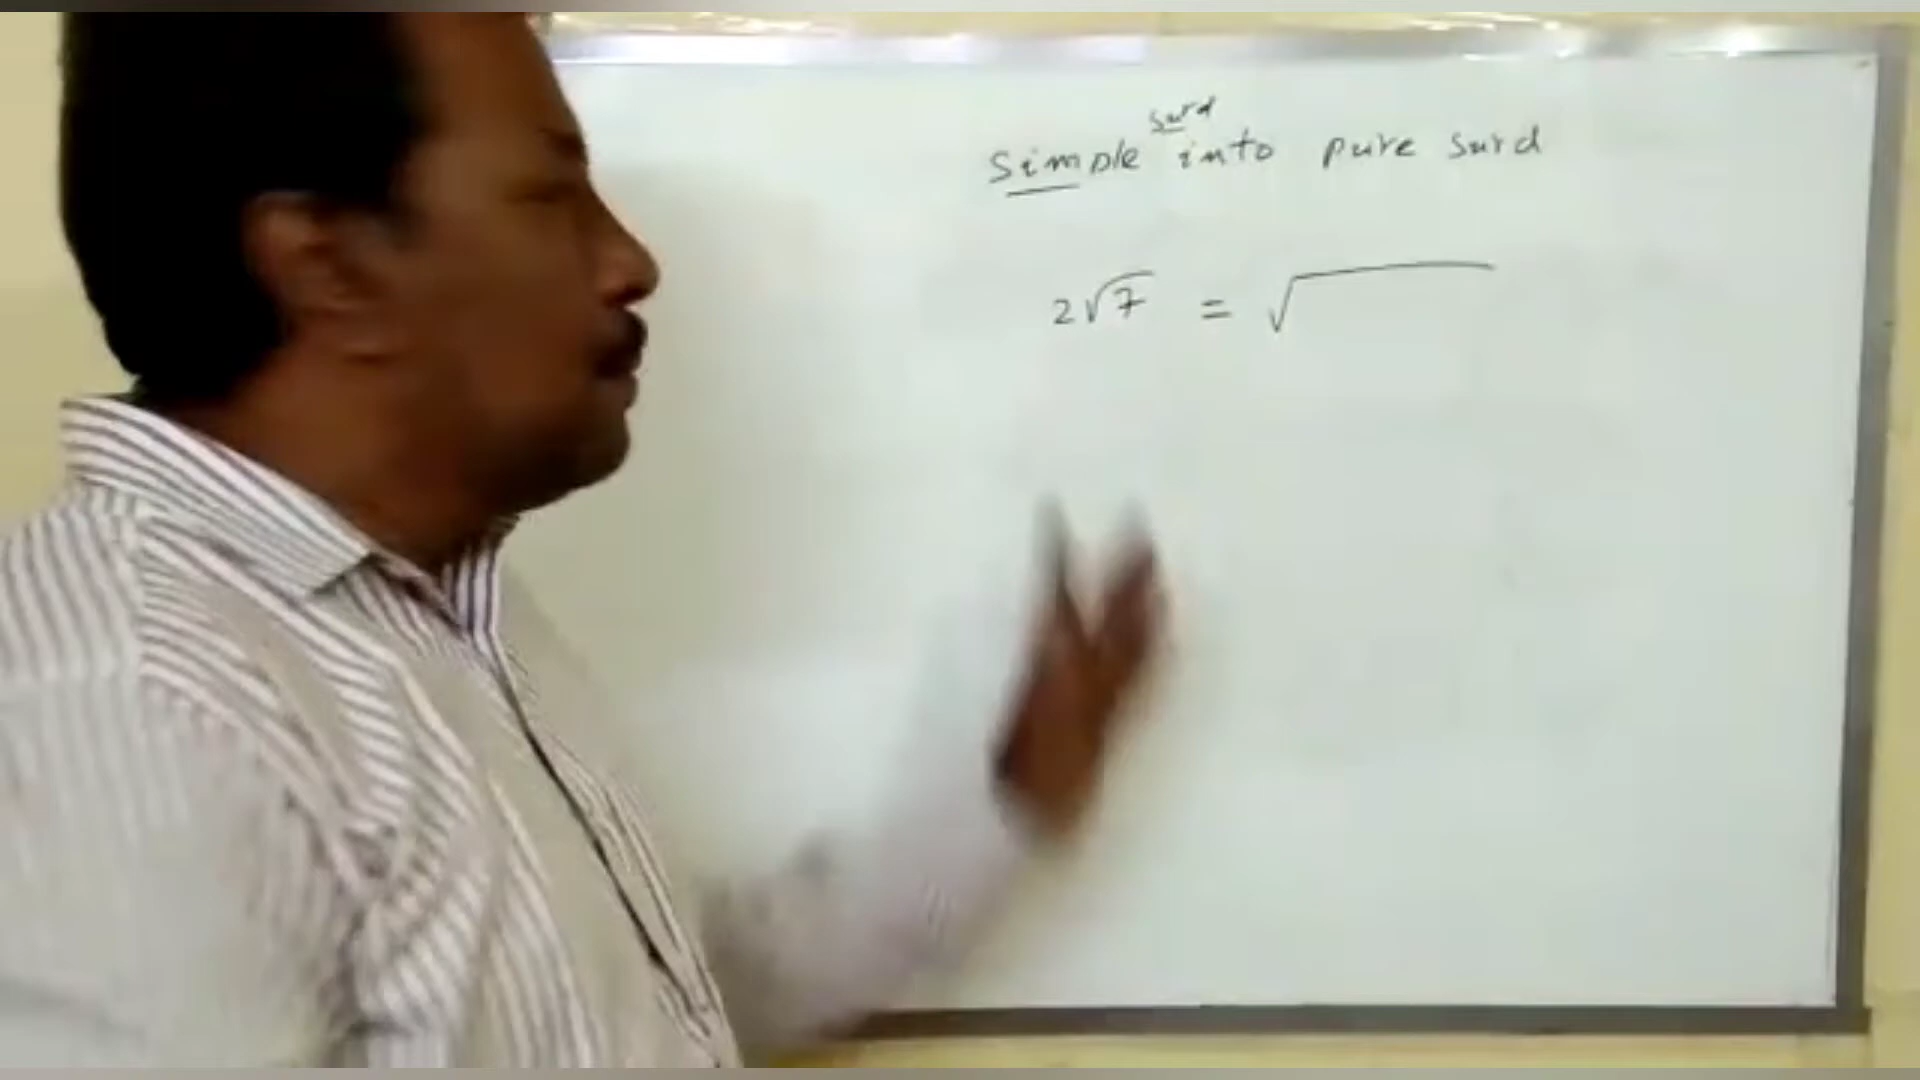 surd
Simple into pure surd
2√7 = √